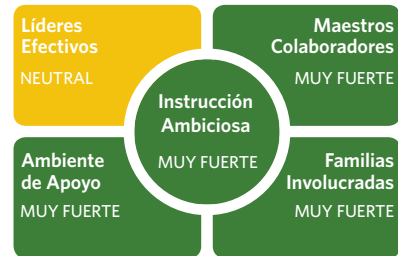 Líderes
Efectivos
NEUTRAL
Maestros
Colaboradores
MUY FUERTE
Instrucción
Ambiciosa
MUY FUERTE
Ambiente
de Apoyo
MUY FUERTE
Familias
Involucradas
MUY FUERTE